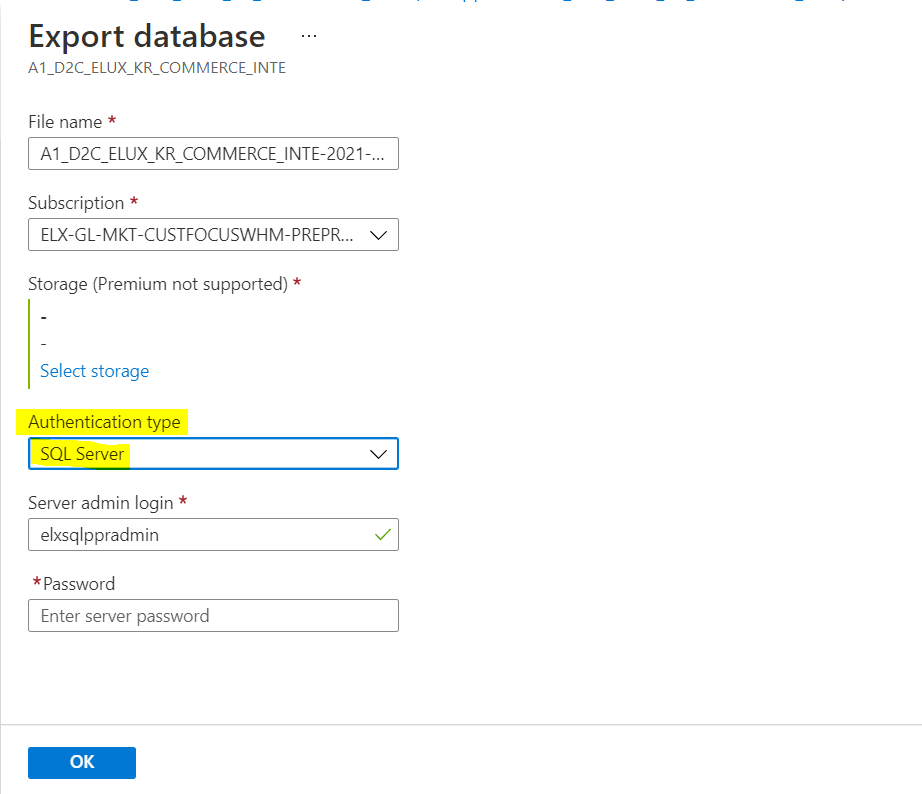 Export database ...
A1_D2C_ELUX_KR_COMMERCE_INTE
File name *
A1_D2C_ELUX_KR_COMMERCE_INTE-2021-...
Subscription *
ELX-GL-MKT-CUSTFOCUSWHM-PREPR...
Storage (Premium not supported) *
-
-
Select storage
Authentication type
SQL Server
Server admin login *
elxsqlppradmin
*Password
Enter server password
OK